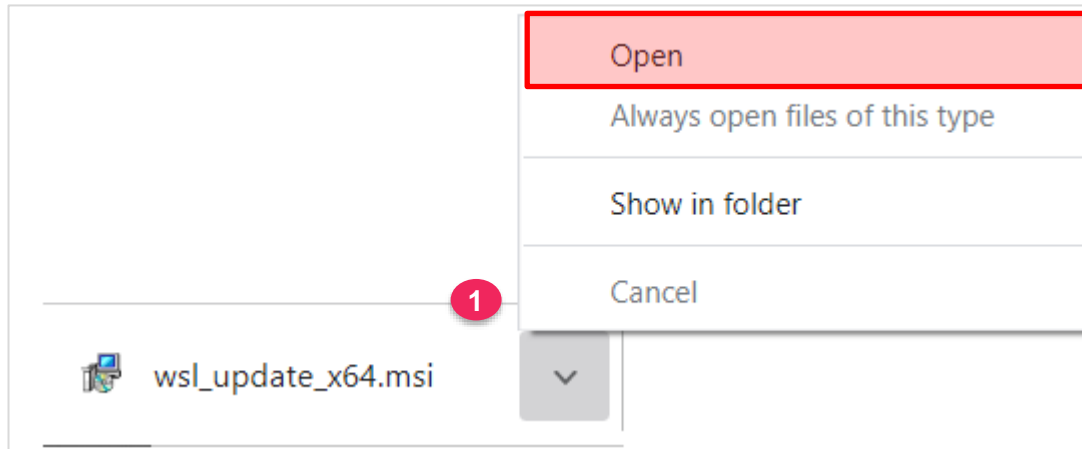 Open
Always open files of this type
Show in folder
Cancel
1
wsl_update_x64.msi